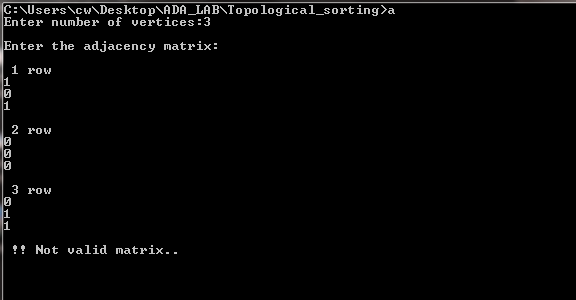 C:\Users\cw\Desktop\ADA_LAB\Topological_sorting>a
Enter number of vertices:3
Enter the adjacency matrix:
1 row
1
0
1
2 row
0
0
0
3 row
0
1
1
!! Not valid matrix..